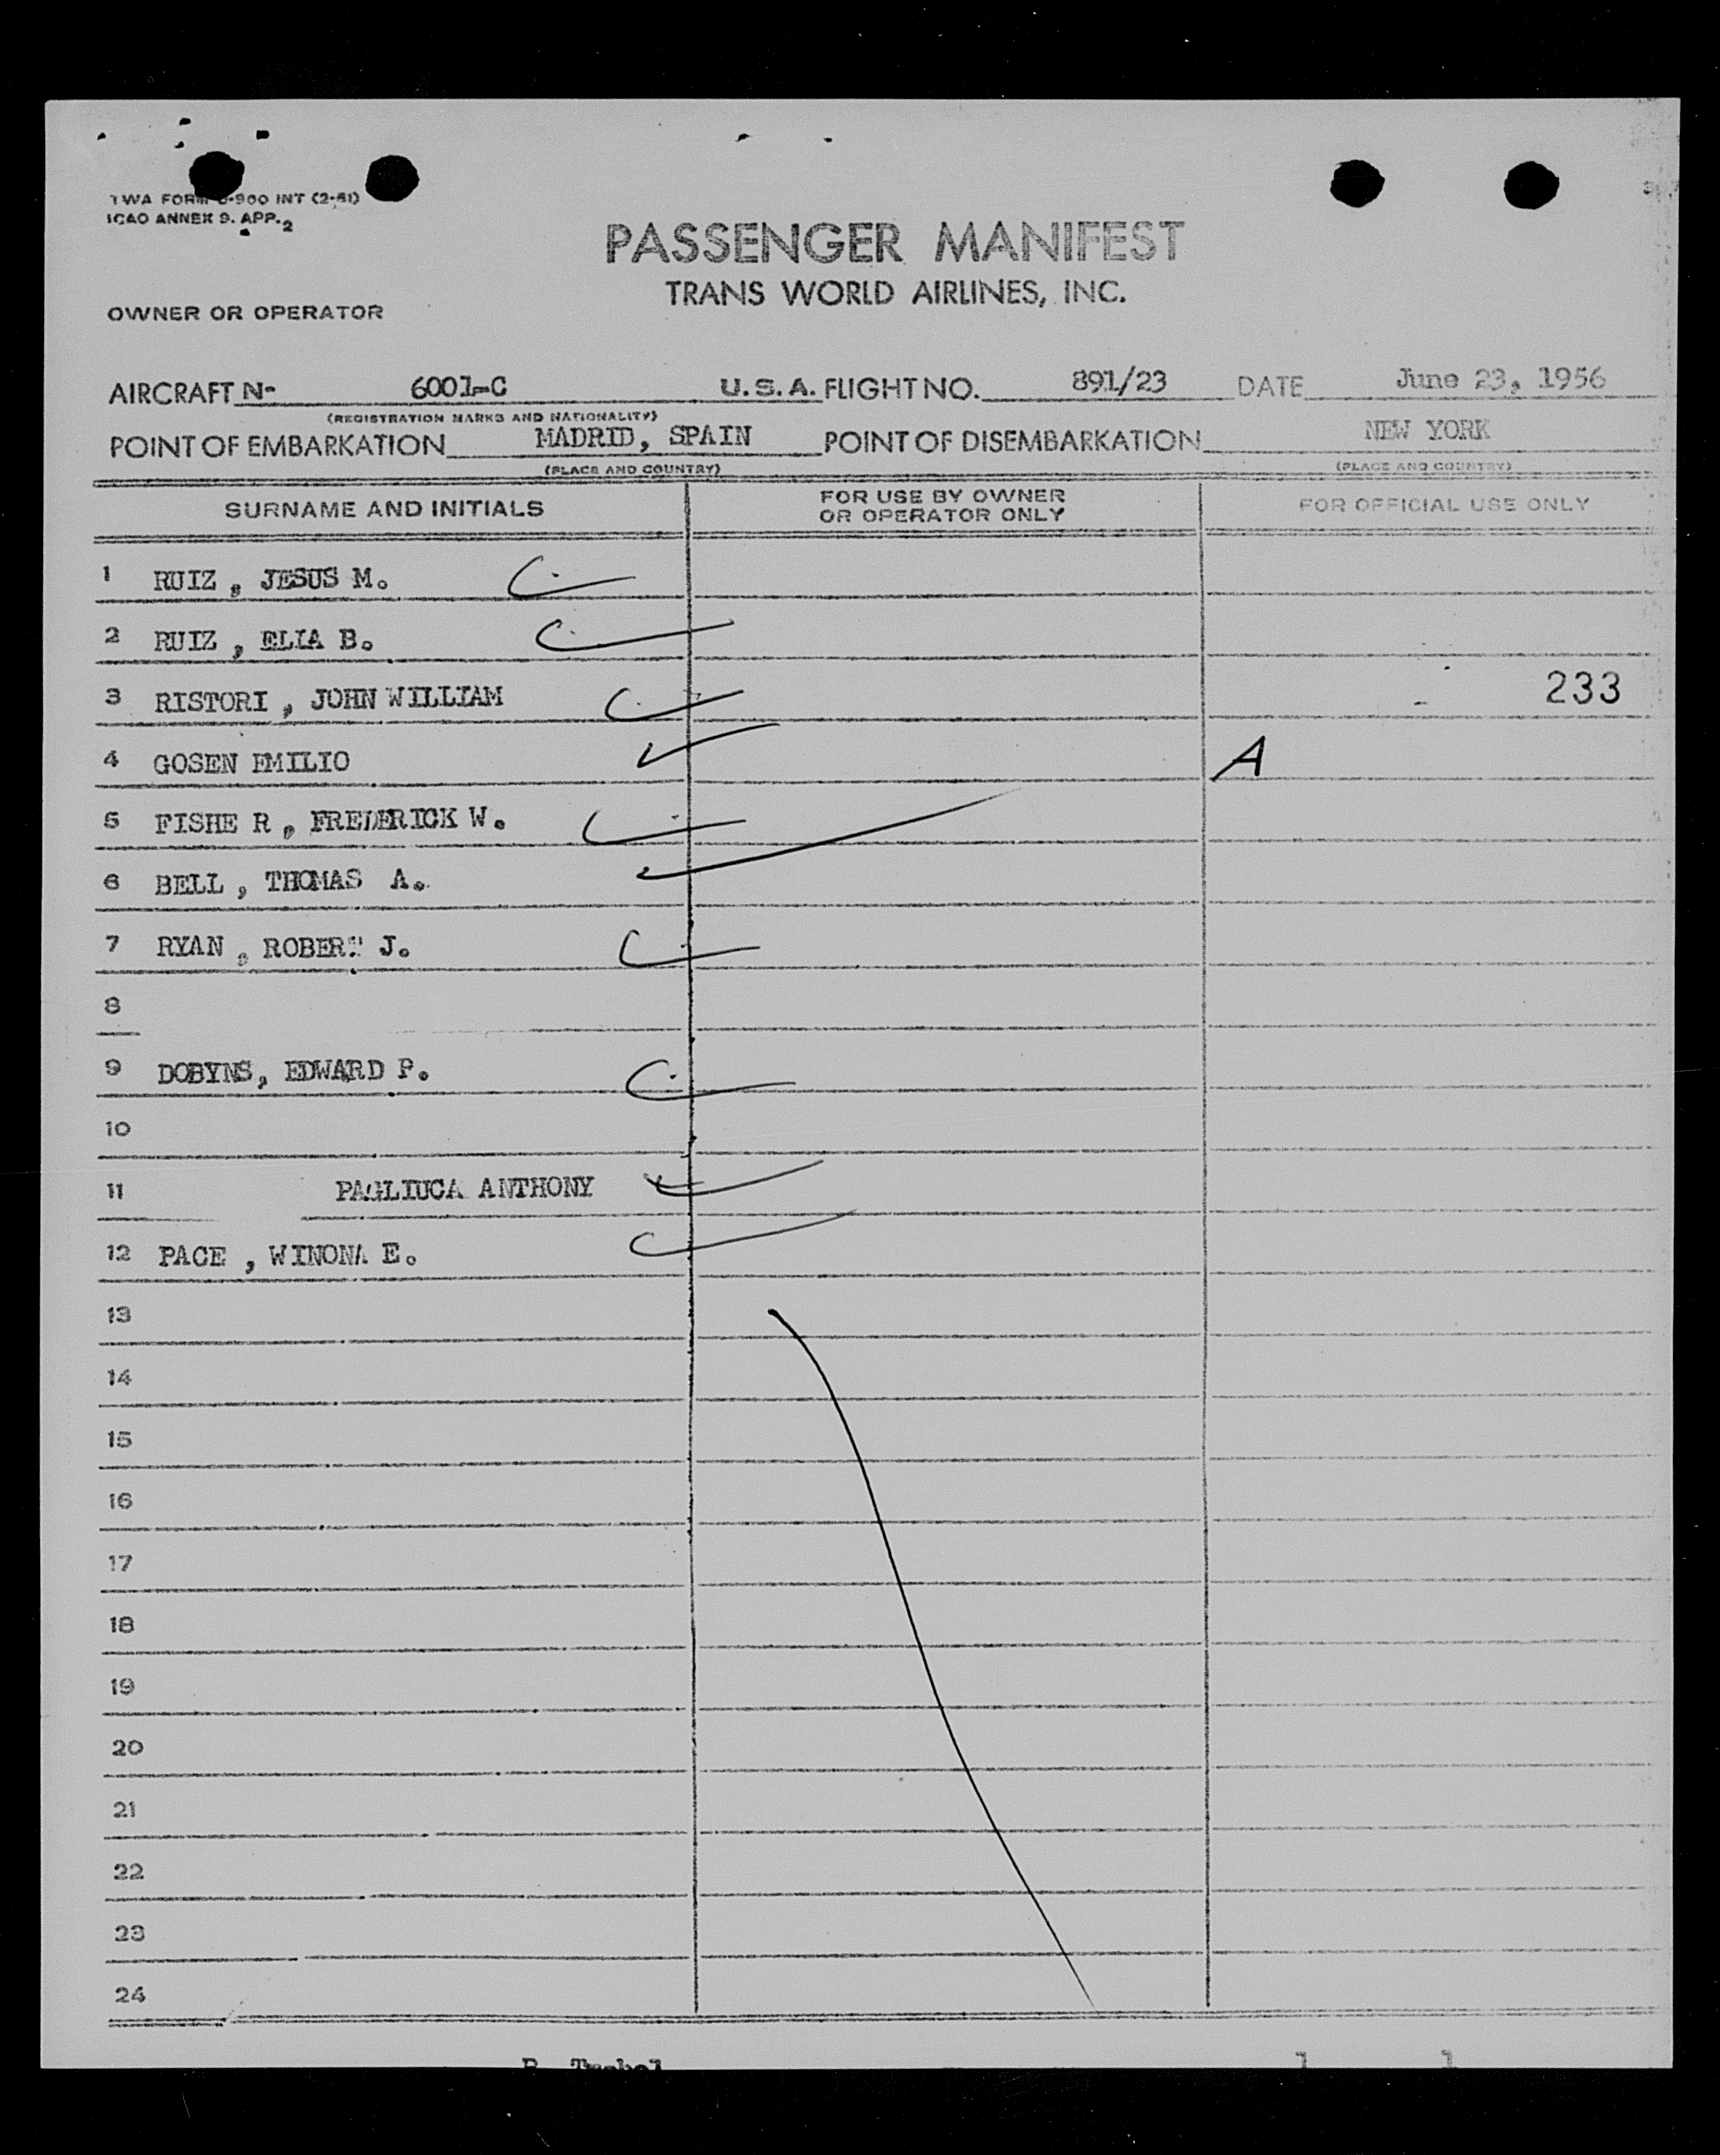 TWA FORM -900 INT (2-51)
ICAO ANNEX 9. APP. 2
PASSENGER MANIFEST
TRANS WORLD AIRLINES, INC.
OWNER OR OPERATOR
AIRCRAFT N- 6001-C U.S.A. FLIGHT NO. 891/23 DATE June 23, 1956
(REGISTRATION MARKS AND NATIONALITY)
POINT OF EMBARKATION MADRID, SPAIN POINT OF DISEMBARKATION NEW YORK
(PLACE AND COUNTRY) (PLACE AND COUNTRY)
SURNAME AND INITIALS FOR USE BY OWNER OR OPERATOR ONLY FOR OFFICIAL USE ONLY
1 RUIZ , JESUS M.
2 RUIZ , ELIA B.
3 RISTORI , JOHN WILLIAM 233
4 GOSEN EMILIO A
5 FISHE R , FREDERICK W.
6 BELL , THOMAS A.
7 RYAN , ROBERT J.
8
9 DOBYNS, EDWARD P.
10
11 PAGLIUCA ANTHONY
12 PACE , WINONA E.
13
14
15
16
17
18
19
20
21
22
23
24
1 1